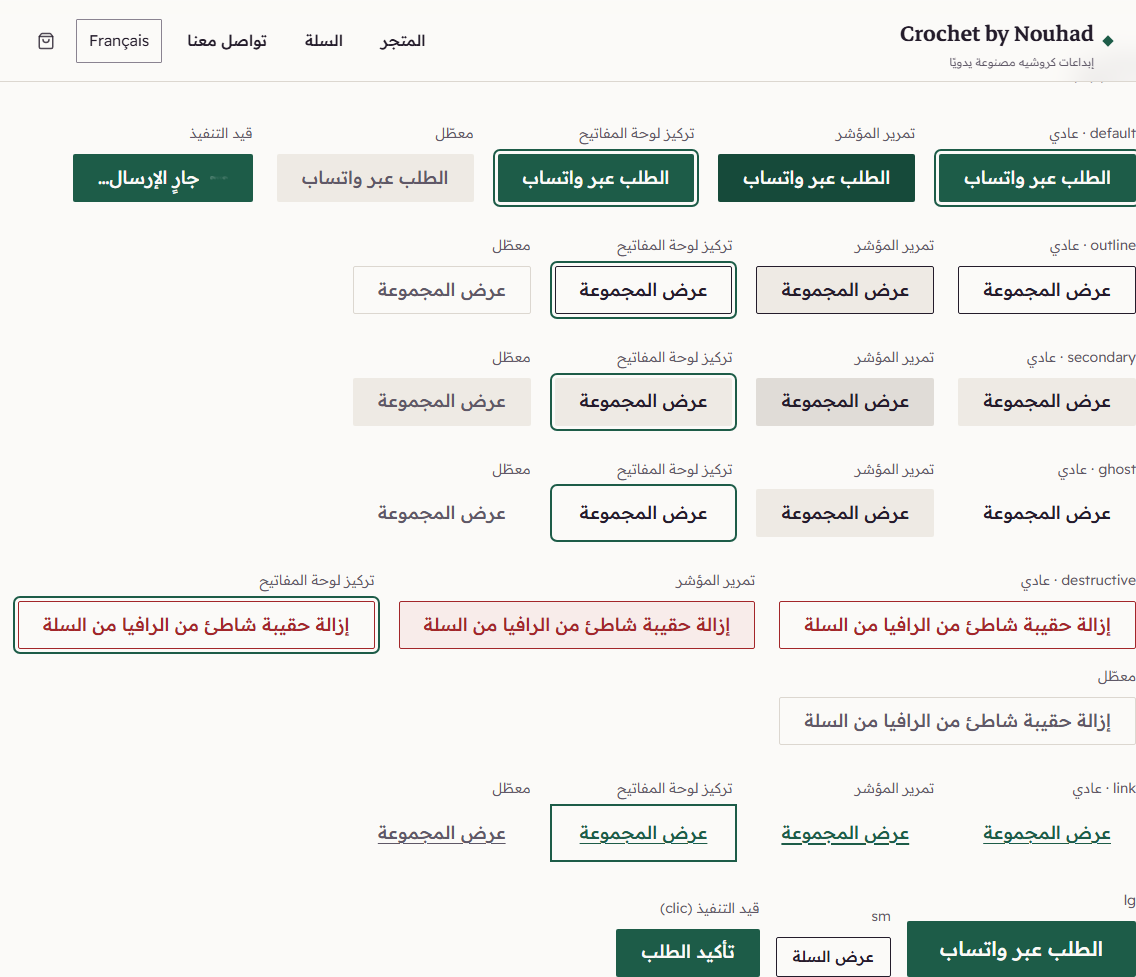 Crochet by Nouhad
إبداعات كروشيه مصنوعة يدويًا
المتجر
السلة
تواصل معنا
Français
default · عادي
تمرير المؤشر
تركيز لوحة المفاتيح
معطّل
قيد التنفيذ
الطلب عبر واتساب
الطلب عبر واتساب
الطلب عبر واتساب
الطلب عبر واتساب
جارٍ الإرسال...
outline · عادي
تمرير المؤشر
تركيز لوحة المفاتيح
معطّل
عرض المجموعة
عرض المجموعة
عرض المجموعة
عرض المجموعة
secondary · عادي
تمرير المؤشر
تركيز لوحة المفاتيح
معطّل
عرض المجموعة
عرض المجموعة
عرض المجموعة
عرض المجموعة
ghost · عادي
تمرير المؤشر
تركيز لوحة المفاتيح
معطّل
عرض المجموعة
عرض المجموعة
عرض المجموعة
عرض المجموعة
destructive · عادي
تمرير المؤشر
تركيز لوحة المفاتيح
إزالة حقيبة شاطئ من الرافيا من السلة
إزالة حقيبة شاطئ من الرافيا من السلة
إزالة حقيبة شاطئ من الرافيا من السلة
معطّل
إزالة حقيبة شاطئ من الرافيا من السلة
link · عادي
تمرير المؤشر
تركيز لوحة المفاتيح
معطّل
عرض المجموعة
عرض المجموعة
عرض المجموعة
عرض المجموعة
lg
sm
قيد التنفيذ (clic)
الطلب عبر واتساب
عرض السلة
تأكيد الطلب